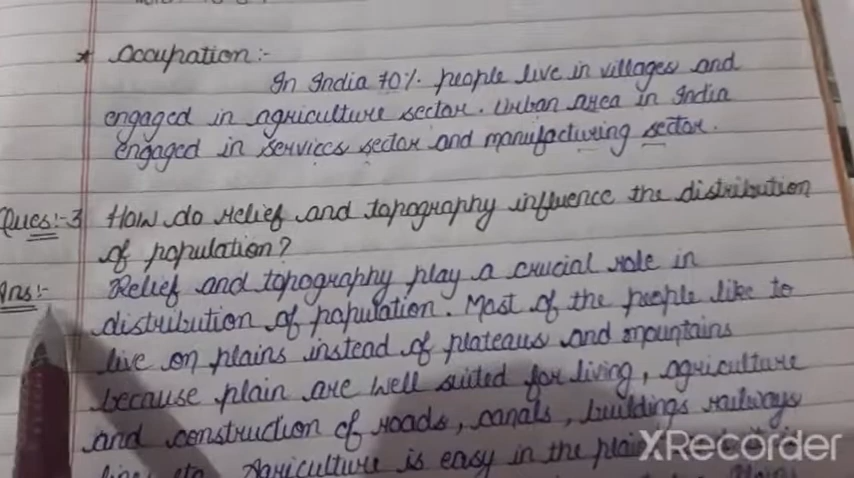 * Occupation:-
In India 70% people live in villages and
engaged in agriculture sector. Urban area in India
engaged in services sector and manufacturing sector.
Ques:-3 How do relief and topography influence the distribution
of population?
Ans:- Relief and topography play a crucial role in
distribution of population. Most of the people like to
live on plains instead of plateaus and mountains
because plain are well suited for living, agriculture
and construction of roads, canals, buildings railways
lines etc. Agriculture is easy in the plain
XRecorder